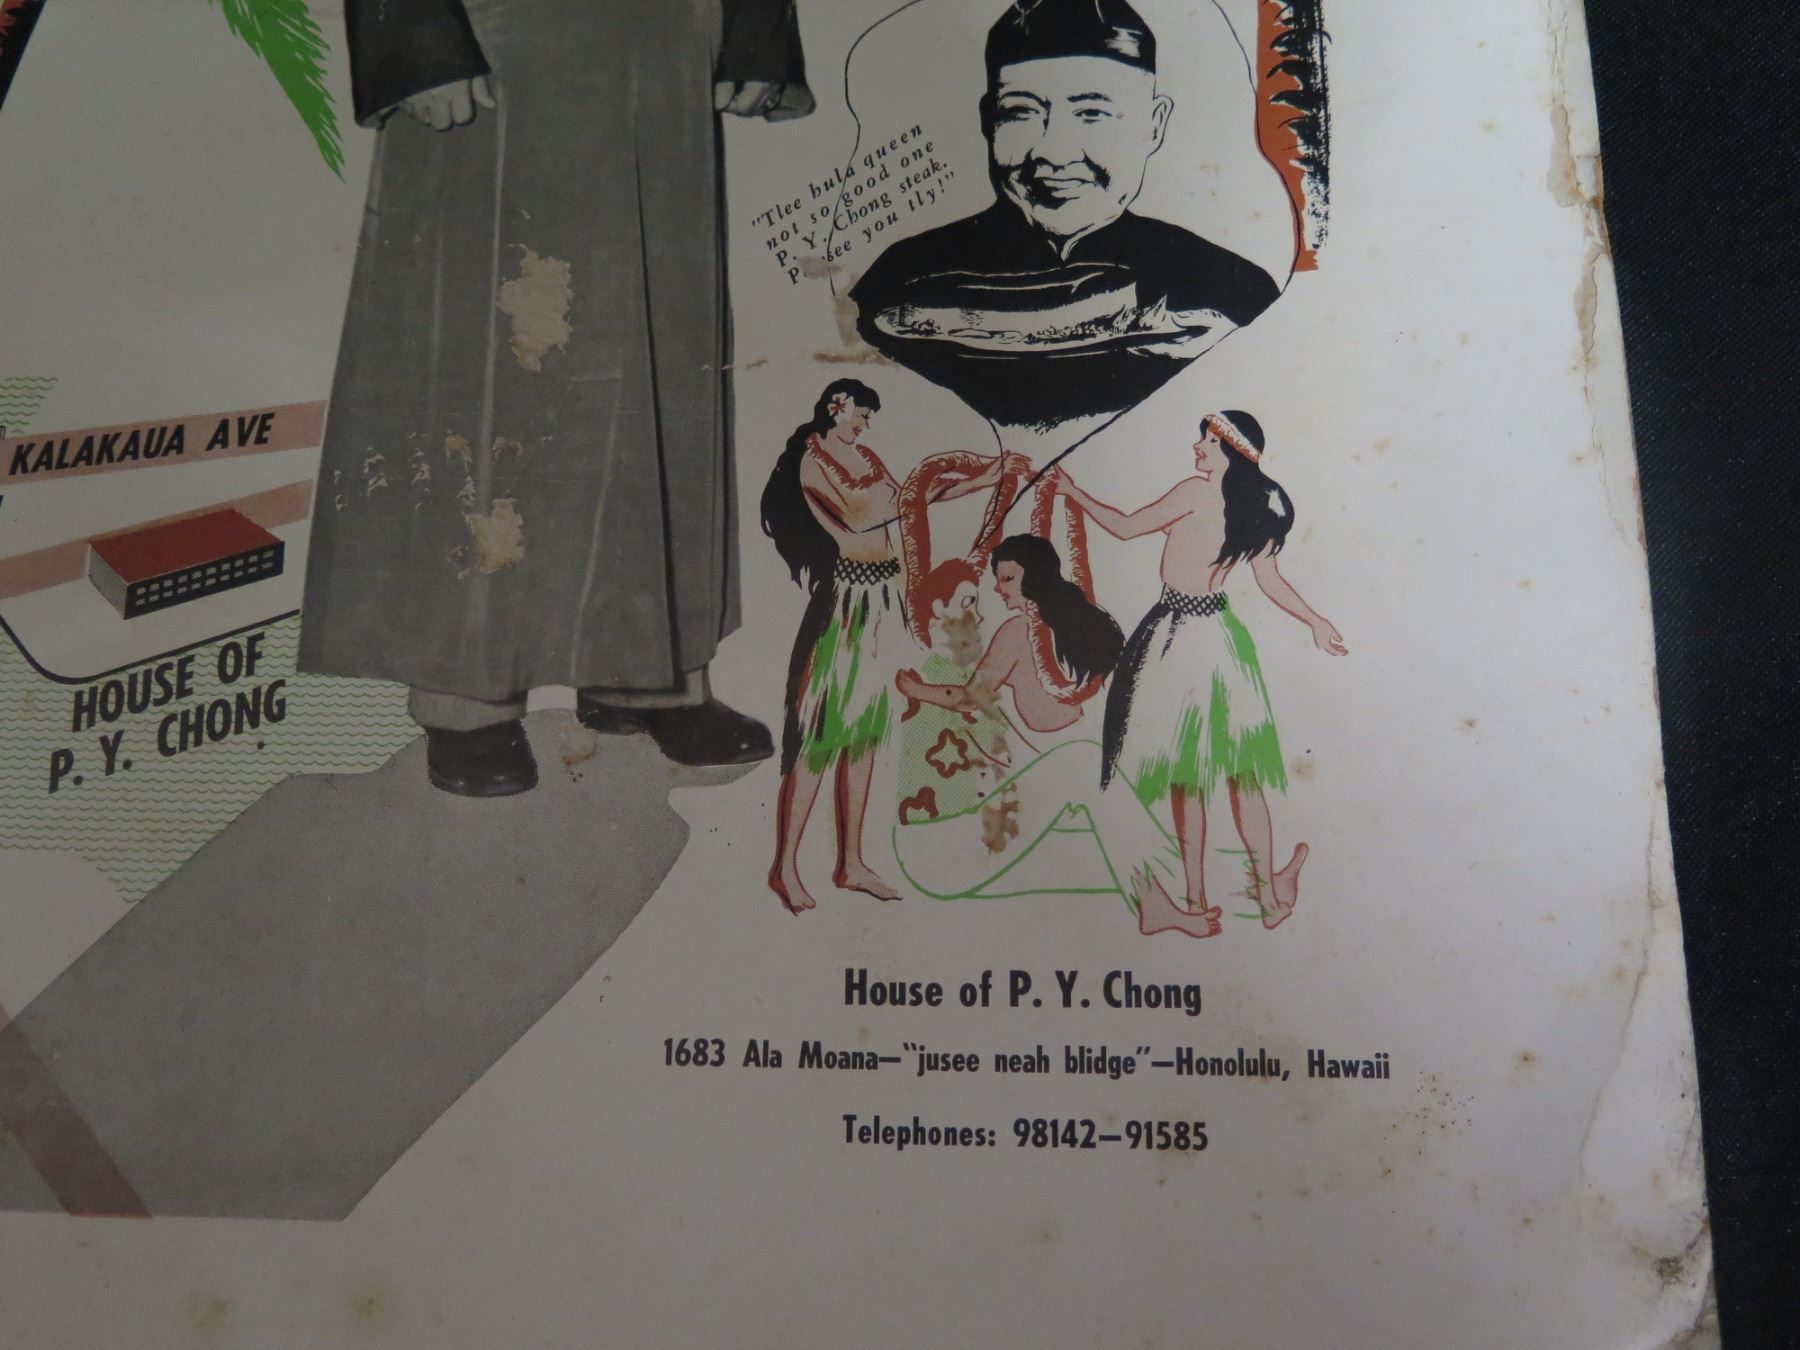 "Tlee hula queen
not so good one
P. Y. Chong steak.
see you tly!"
KALAKAUA AVE
HOUSE OF
P. Y. CHONG
House of P. Y. Chong
1683 Ala Moana—"jusee neah blidge"—Honolulu, Hawaii
Telephones: 98142—91585